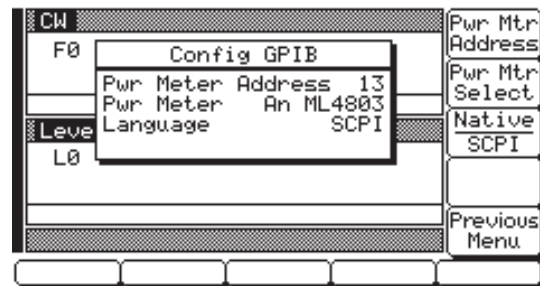 CW
F0
Config GPIB
Pwr Meter Address 13
Pwr Meter An ML4803
Language SCPI
Leve
L0
Pwr Mtr
Address
Pwr Mtr
Select
Native
SCPI
Previous
Menu